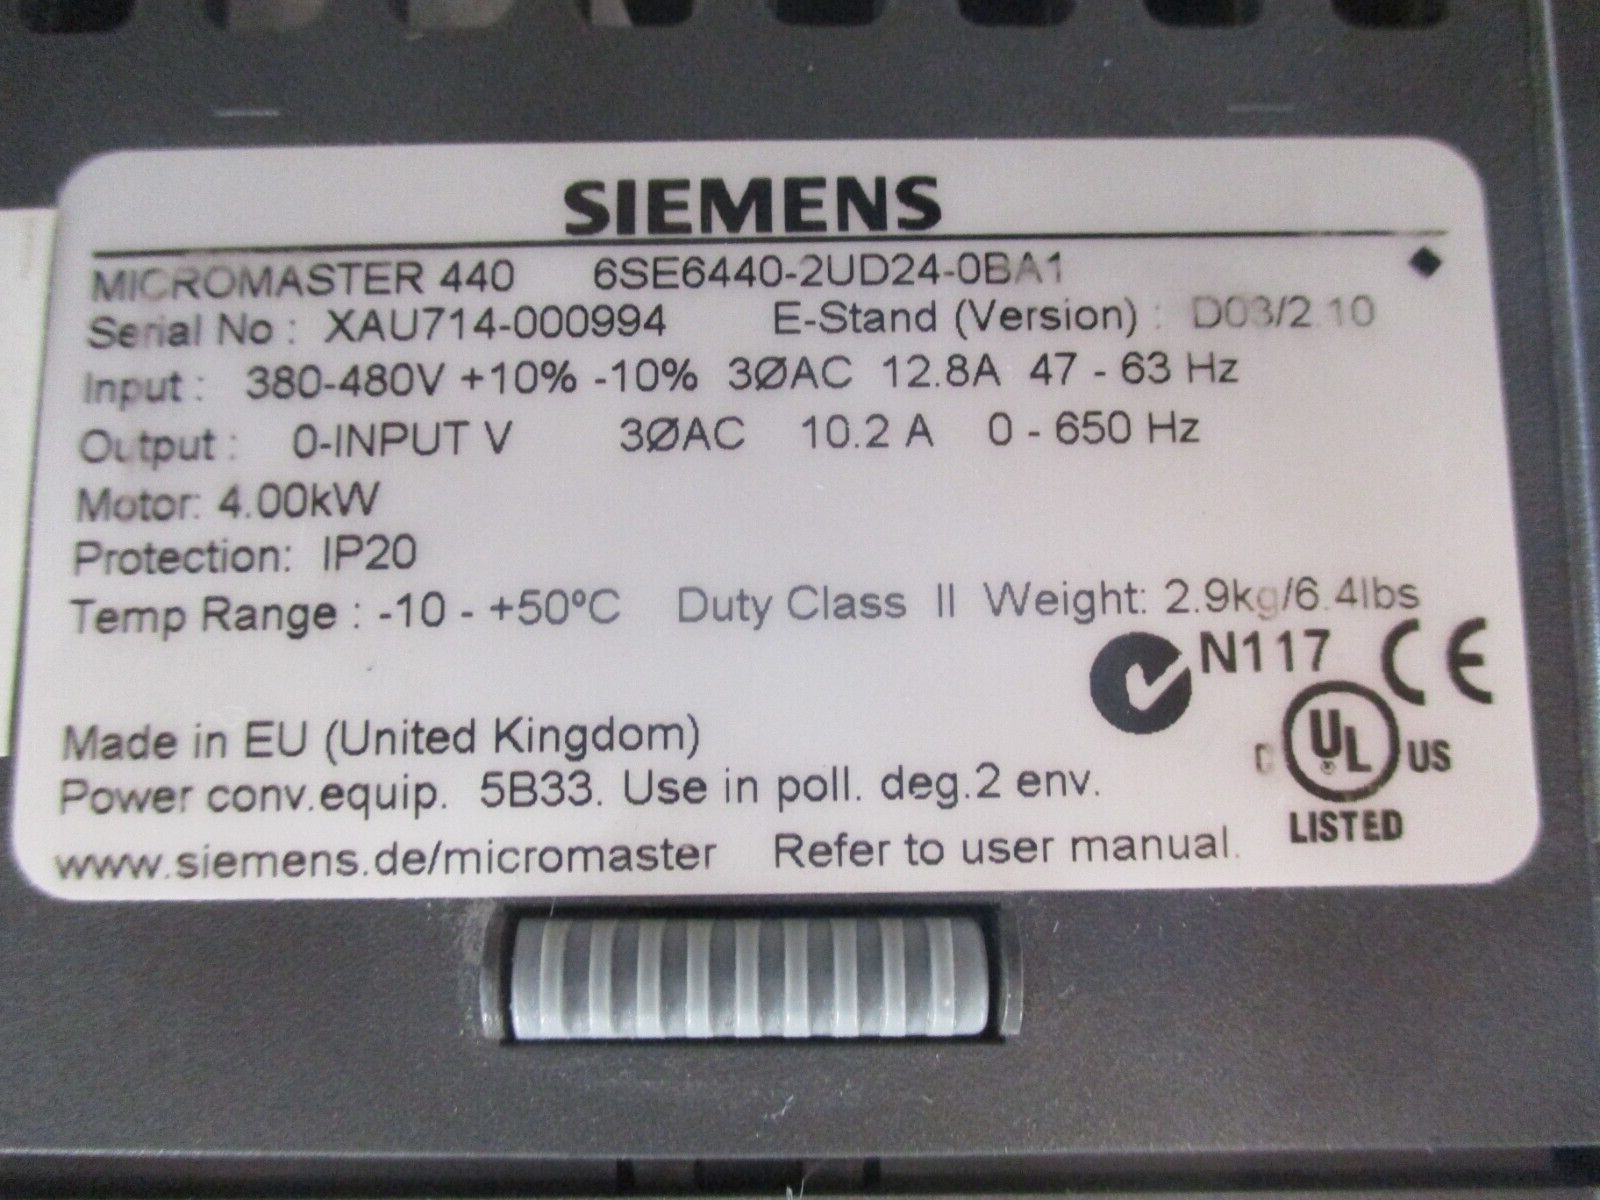 SIEMENS
MICROMASTER 440 6SE6440-2UD24-0BA1
Serial No : XAU714-000994 E-Stand (Version) : D03/2.10
Input : 380-480V +10% -10% 3ØAC 12.8A 47 - 63 Hz
Output : 0-INPUT V 3ØAC 10.2 A 0 - 650 Hz
Motor: 4.00kW
Protection: IP20
Temp Range : -10 - +50ºC Duty Class II Weight: 2.9kg/6.4lbs
N117 CE
Made in EU (United Kingdom)
C UL ® US
Power conv.equip. 5B33. Use in poll. deg.2 env.
LISTED
www.siemens.de/micromaster Refer to user manual.